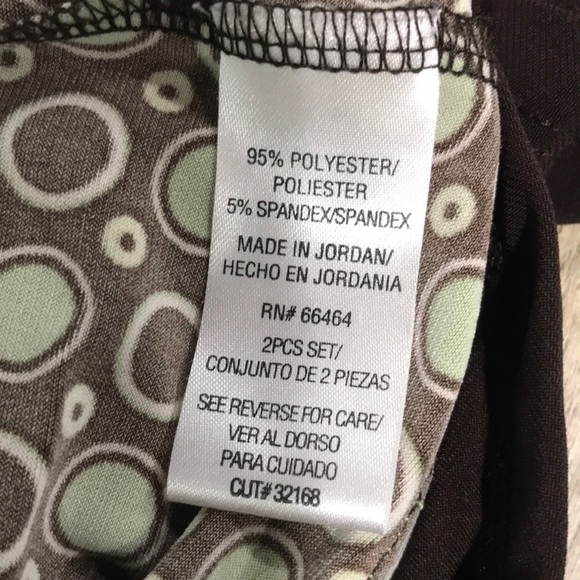 95% POLYESTER/
POLIESTER
5% SPANDEX/SPANDEX
MADE IN JORDAN/
HECHO EN JORDANIA
RN# 66464
2PCS SET/
CONJUNTO DE 2 PIEZAS
SEE REVERSE FOR CARE/
VER AL DORSO
PARA CUIDADO
CUT# 32168